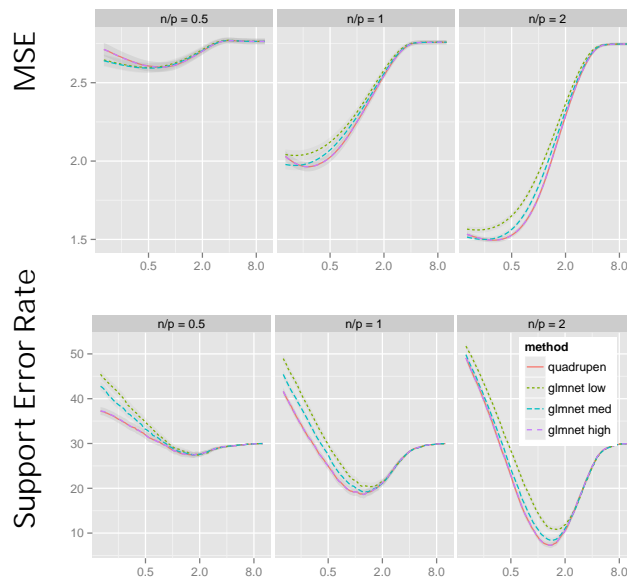 MSE
n/p = 0.5
n/p = 1
n/p = 2
2.5
2.0
1.5
0.5 2.0 8.0
0.5 2.0 8.0
0.5 2.0 8.0
Support Error Rate
n/p = 0.5
n/p = 1
n/p = 2
50
40
30
20
10
method
quadrupen
glmnet low
glmnet med
glmnet high
0.5 2.0 8.0
0.5 2.0 8.0
0.5 2.0 8.0